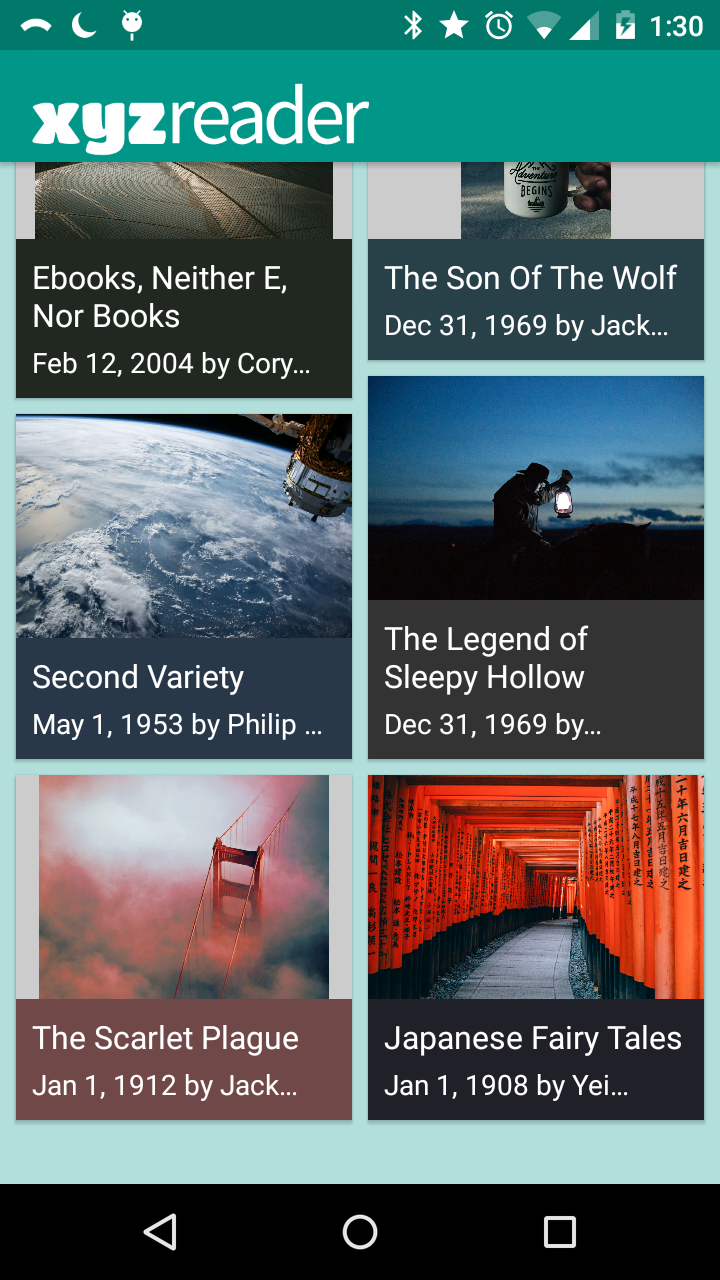 1:30
xyzreader
Adventure
BEGINS
Ebooks, Neither E,
Nor Books
Feb 12, 2004 by Cory...
The Son Of The Wolf
Dec 31, 1969 by Jack...
Second Variety
May 1, 1953 by Philip ...
The Legend of
Sleepy Hollow
Dec 31, 1969 by...
The Scarlet Plague
Jan 1, 1912 by Jack...
Japanese Fairy Tales
Jan 1, 1908 by Yei...